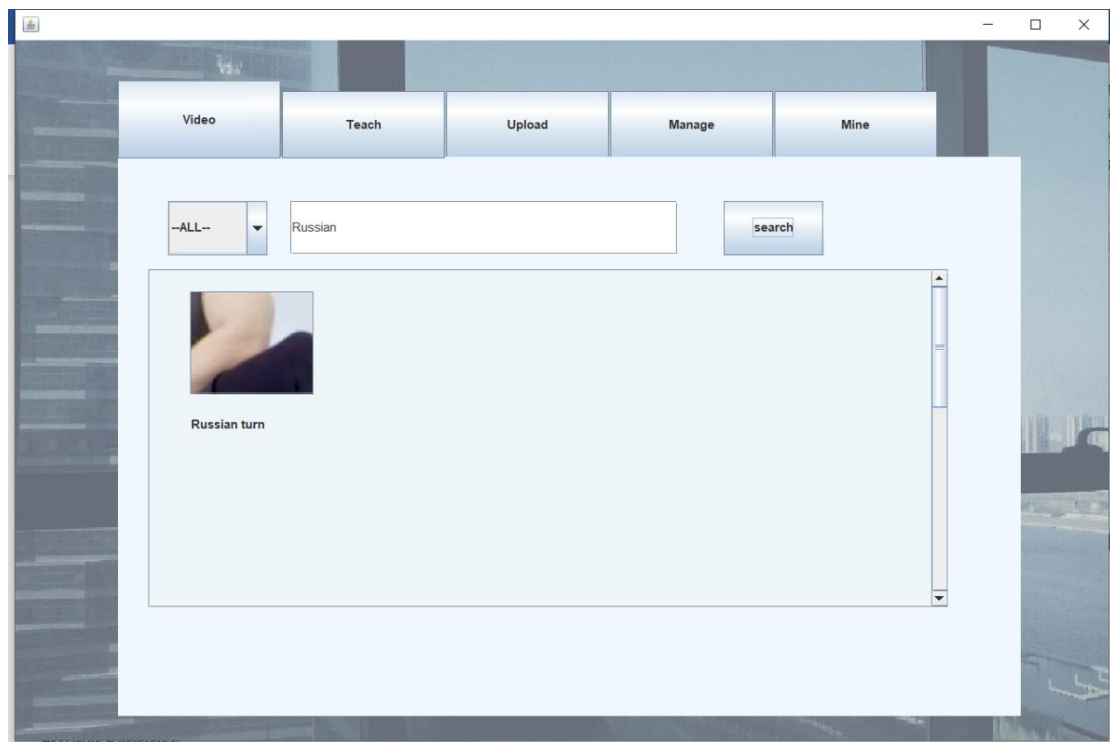 Video
Teach
Upload
Manage
Mine
--ALL--
Russian
search
Russian turn